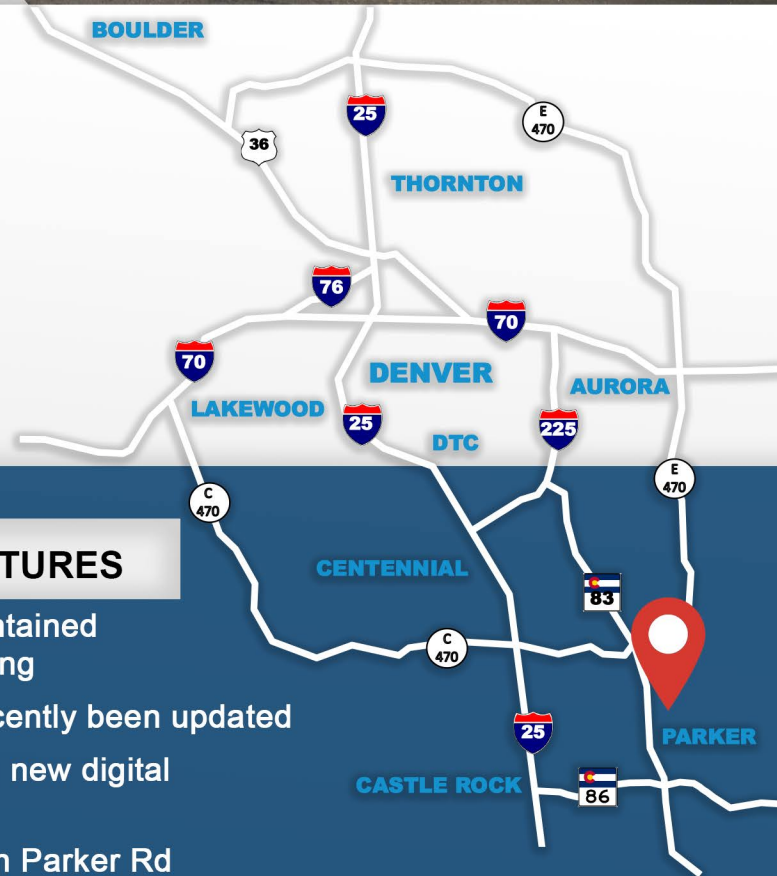 BOULDER
25
E
470
36
THORNTON
76
70
70
DENVER
AURORA
LAKEWOOD
25
225
DTC
E
470
C
470
CENTENNIAL
83
C
470
25
PARKER
CASTLE ROCK
86
TURES
ntained
ng
cently been updated
new digital
n Parker Rd